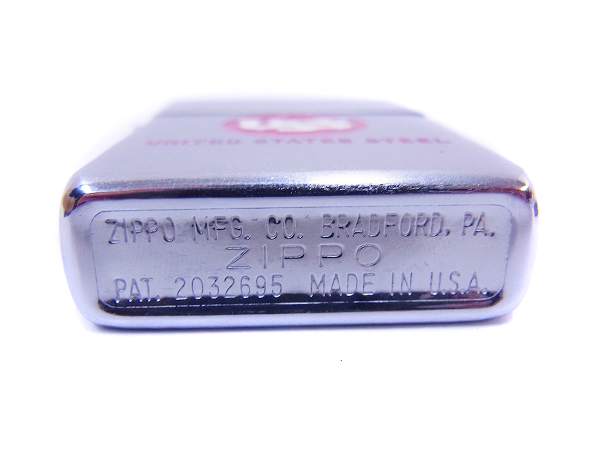 UNITED STATES STEEL
ZIPPO MFG. CO. BRADFORD, PA.
ZIPPO
PAT. 2032695 MADE IN U.S.A.